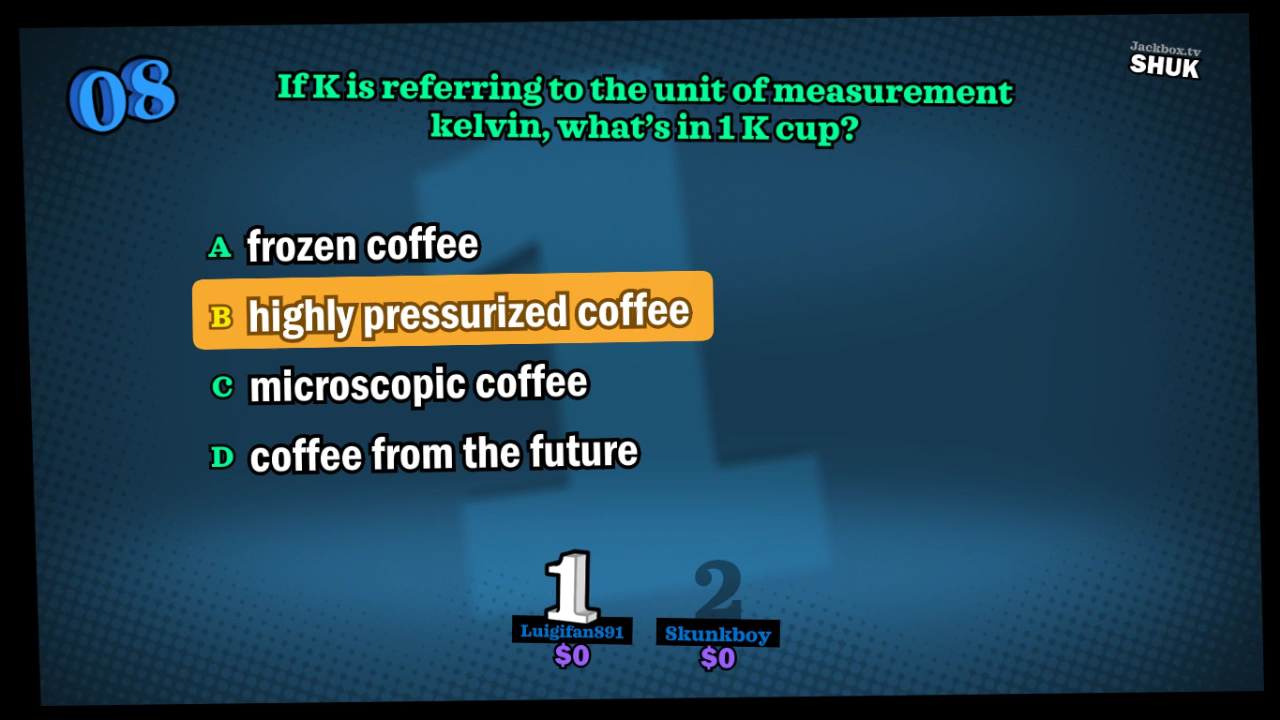 08
Jackbox.tv
SHUK
If K is referring to the unit of measurement
kelvin, what's in 1 K cup?
A frozen coffee
B highly pressurized coffee
C microscopic coffee
D coffee from the future
1 2
Luigifan891 Skunkboy
$0 $0